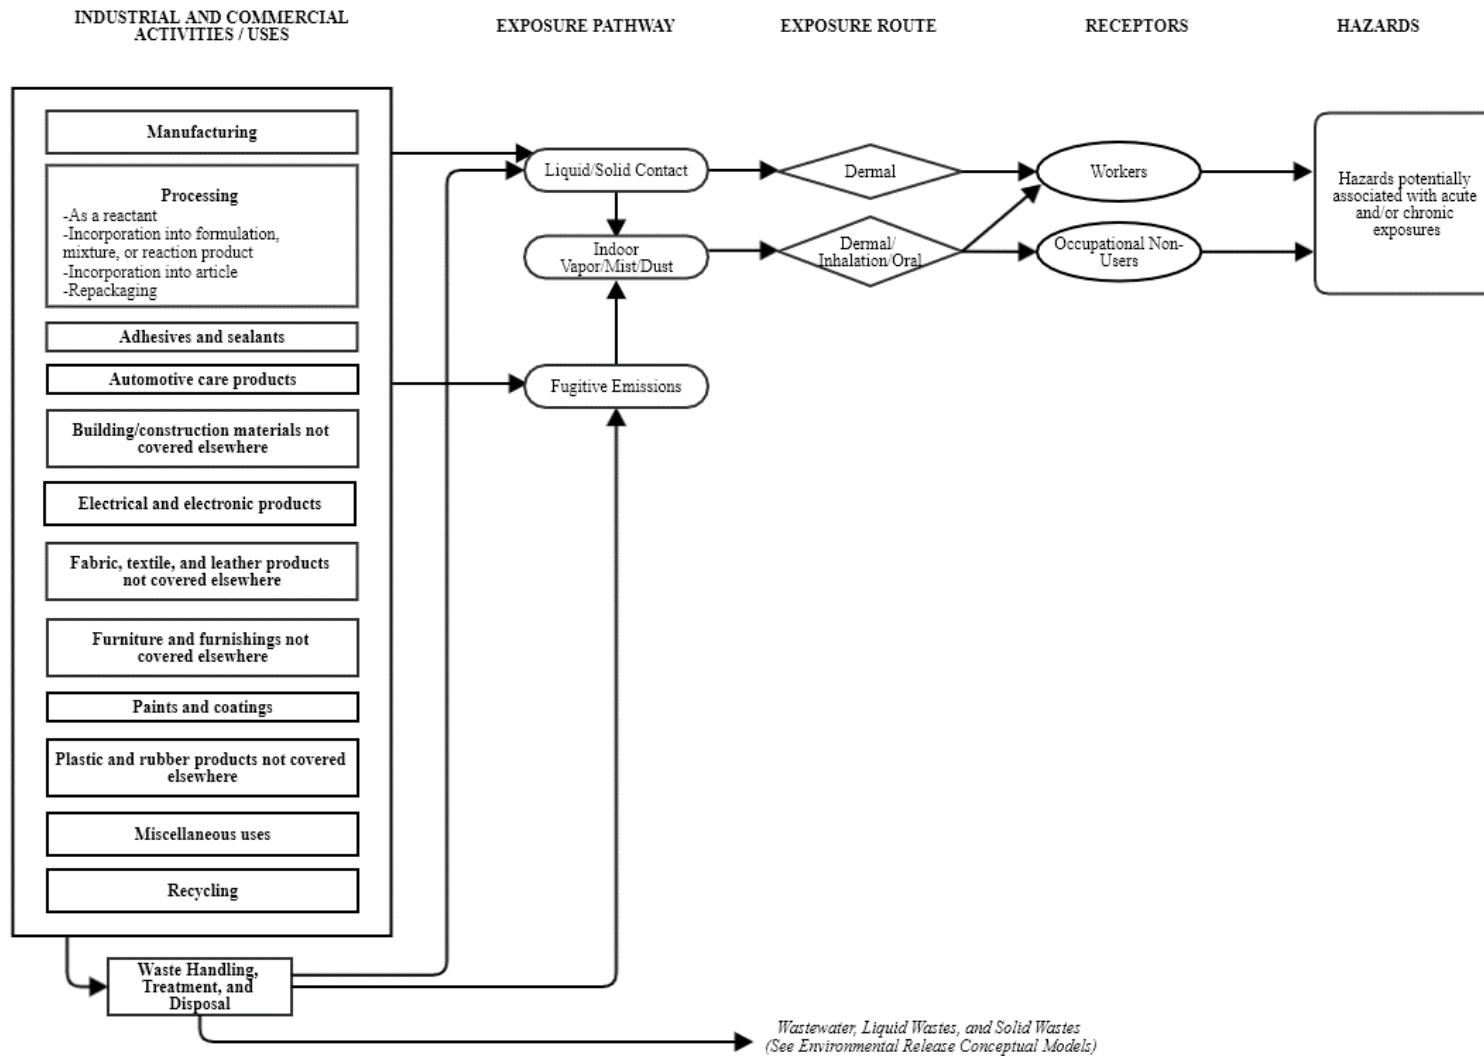 INDUSTRIAL AND COMMERCIAL
ACTIVITIES / USES
EXPOSURE PATHWAY
EXPOSURE ROUTE
RECEPTORS
HAZARDS
Manufacturing
Processing
-As a reactant
-Incorporation into formulation,
mixture, or reaction product
-Incorporation into article
-Repackaging
Adhesives and sealants
Automotive care products
Building/construction materials not
covered elsewhere
Electrical and electronic products
Fabric, textile, and leather products
not covered elsewhere
Furniture and furnishings not
covered elsewhere
Paints and coatings
Plastic and rubber products not covered
elsewhere
Miscellaneous uses
Recycling
Waste Handling,
Treatment, and
Disposal
Liquid/Solid Contact
Indoor
Vapor/Mist/Dust
Fugitive Emissions
Dermal
Dermal/
Inhalation/Oral
Workers
Occupational Non-
Users
Hazards potentially
associated with acute
and/or chronic
exposures
Wastewater, Liquid Wastes, and Solid Wastes
(See Environmental Release Conceptual Models)